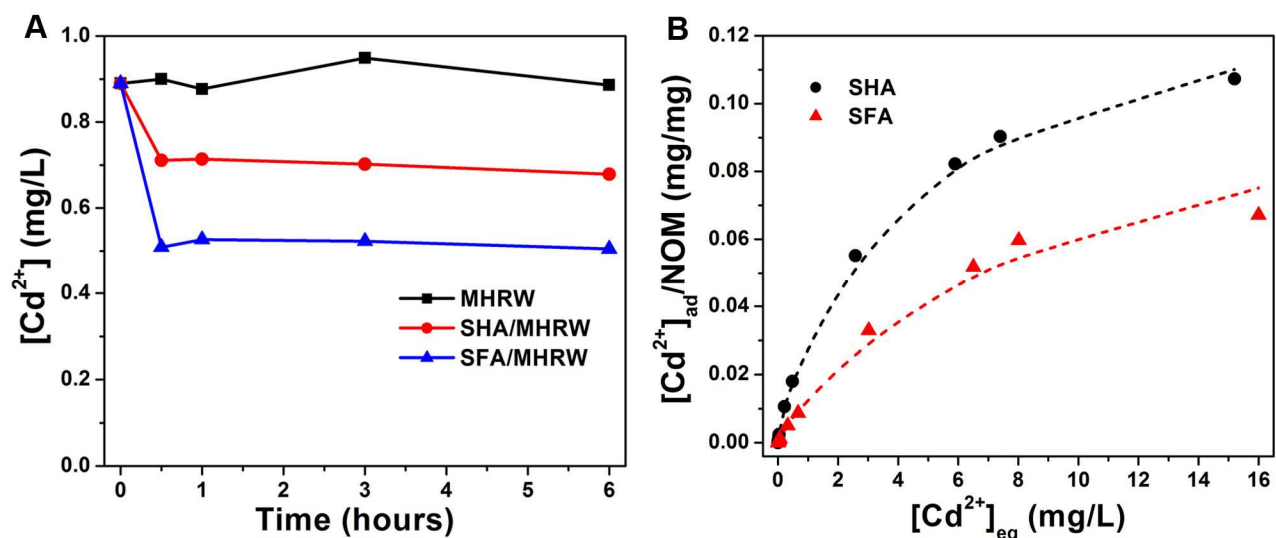 A
1.0
0.8
0.6
0.4
0.2
0.0
[Cd²⁺] (mg/L)
0 1 2 3 4 5 6
Time (hours)
MHRW
SHA/MHRW
SFA/MHRW
B
0.12
0.10
0.08
0.06
0.04
0.02
0.00
[Cd²⁺]ad/NOM (mg/mg)
0 2 4 6 8 10 12 14 16
[Cd²⁺]eq (mg/L)
SHA
SFA